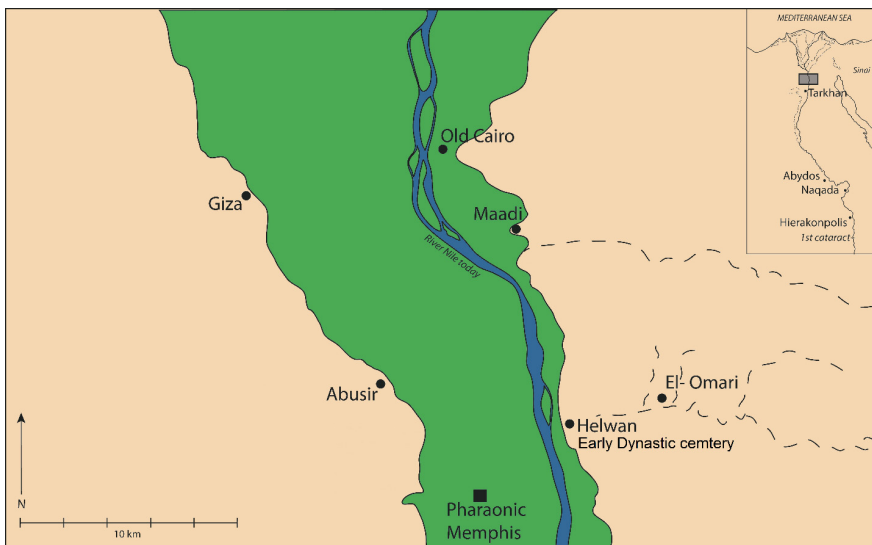 MEDITERRANEAN SEA
Sinai
Tarkhan
Abydos
Naqada
Hierakonpolis
1st cataract
Old Cairo
Giza
Maadi
River Nile today
El- Omari
Abusir
Helwan
Early Dynastic cemtery
Pharaonic
Memphis
N
10 km